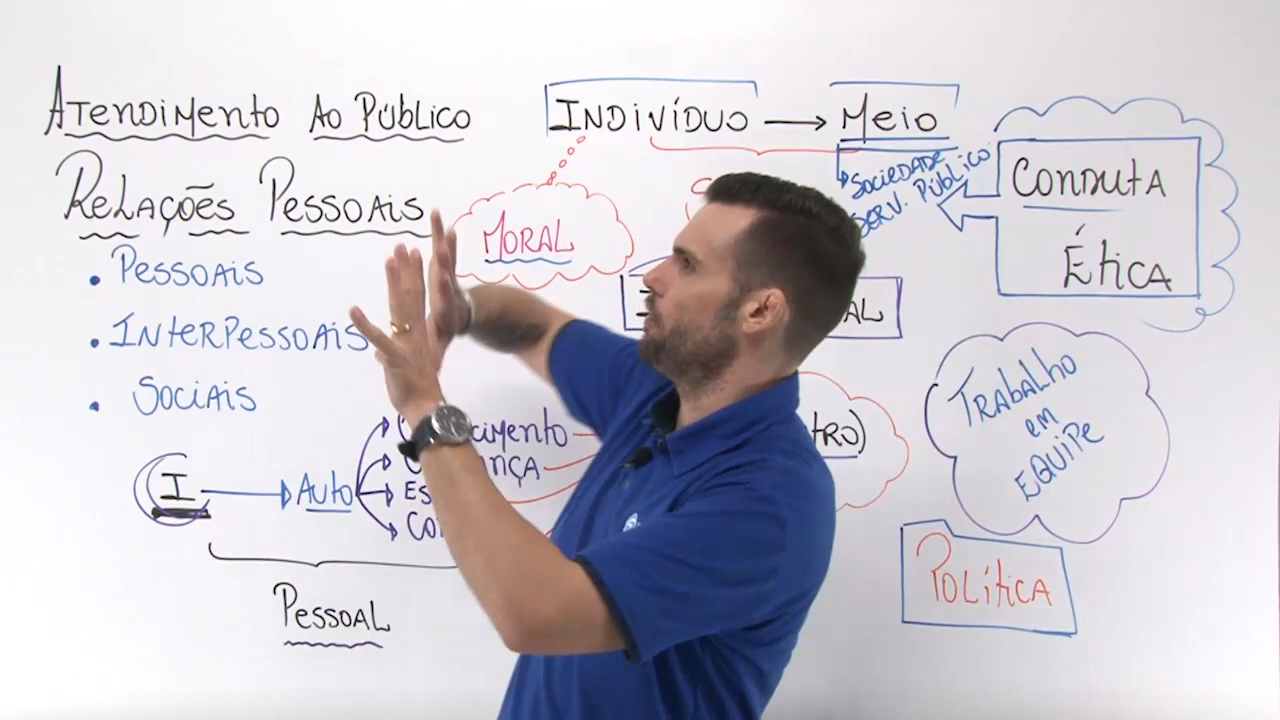 Atendimento Ao Público
Relações Pessoais
• Pessoais
• Interpessoais
• Sociais
I
Auto
Pessoal
Indivíduo → Meio
Sociedade
Serv. Público
Moral
Conduta
Ética
Trabalho
em
Equipe
Política